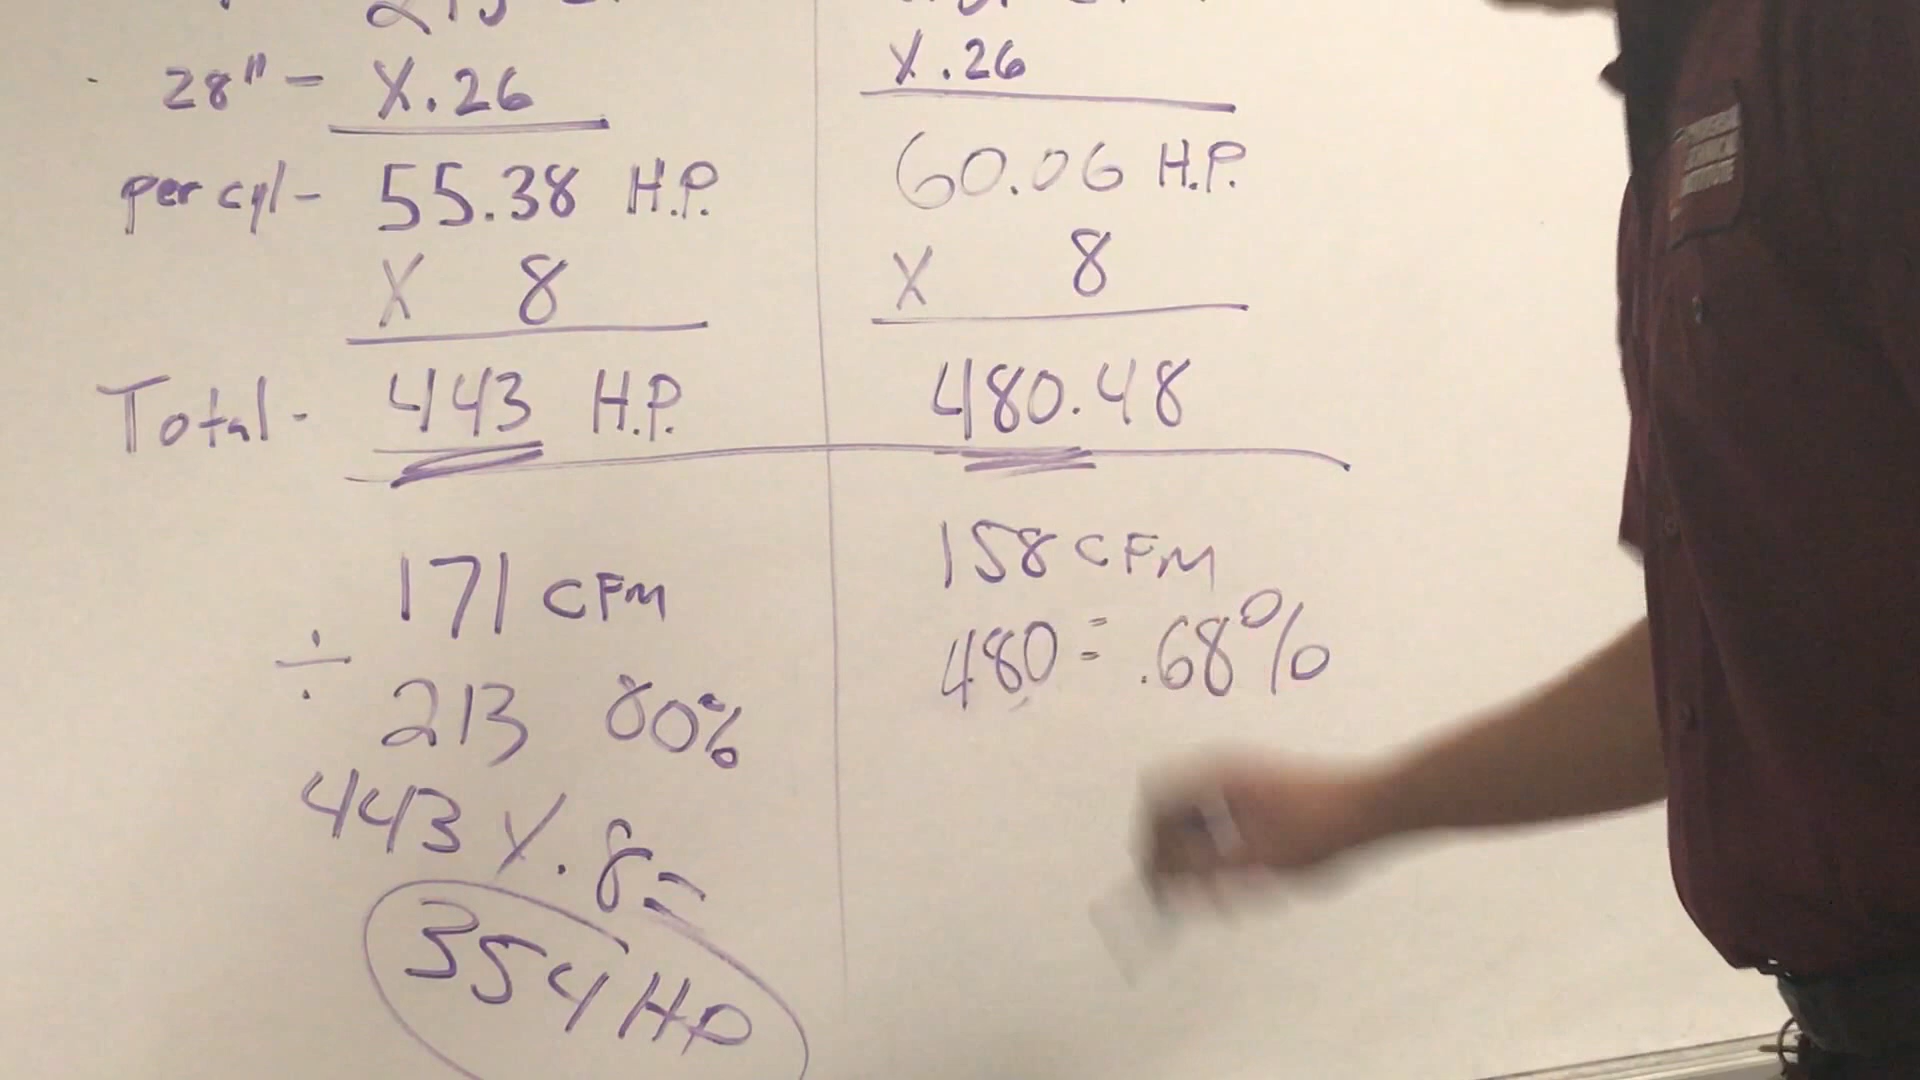 213
28" - X.26
per cyl - 55.38 H.P.
X 8
Total - 443 H.P.
171 CFM
÷
213 80%
443 X .8 =
354 HP
X.26
60.06 H.P.
X 8
480.48
158 CFM
480 = .68%